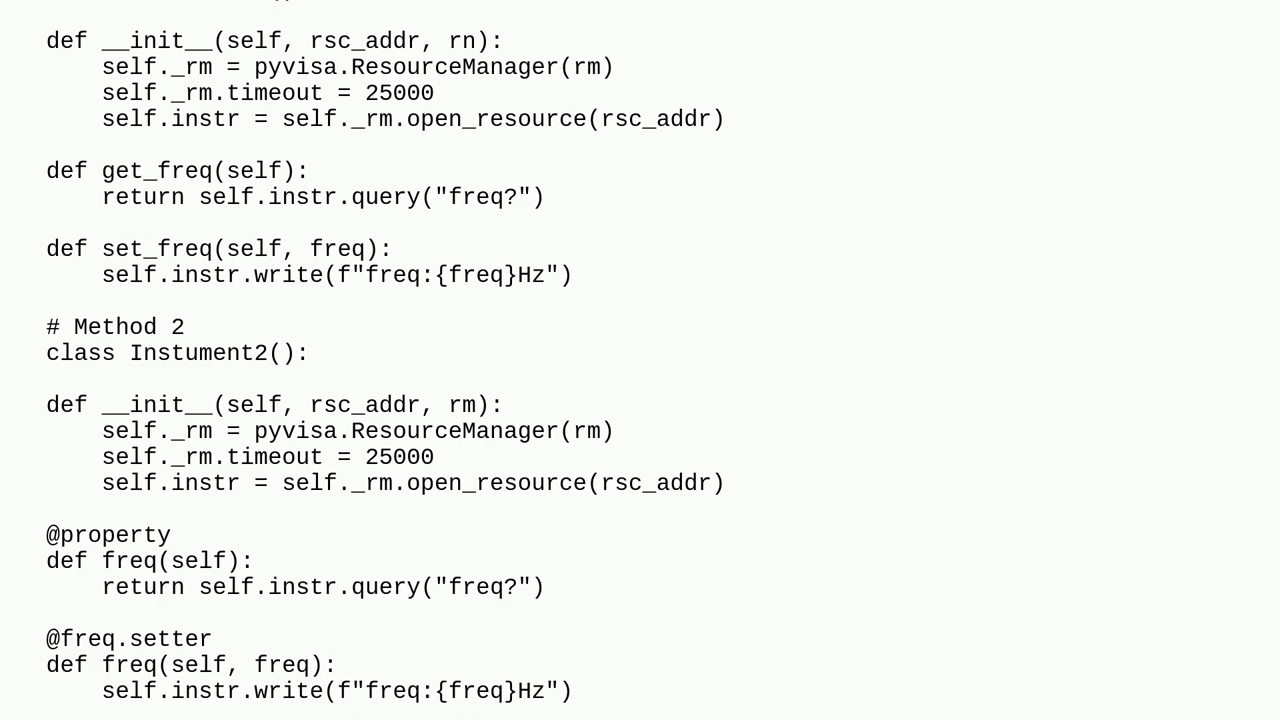 def __init__(self, rsc_addr, rn):
self._rm = pyvisa.ResourceManager(rm)
self._rm.timeout = 25000
self.instr = self._rm.open_resource(rsc_addr)
def get_freq(self):
return self.instr.query("freq?")
def set_freq(self, freq):
self.instr.write(f"freq:{freq}Hz")
# Method 2
class Instument2():
def __init__(self, rsc_addr, rm):
self._rm = pyvisa.ResourceManager(rm)
self._rm.timeout = 25000
self.instr = self._rm.open_resource(rsc_addr)
@property
def freq(self):
return self.instr.query("freq?")
@freq.setter
def freq(self, freq):
self.instr.write(f"freq:{freq}Hz")